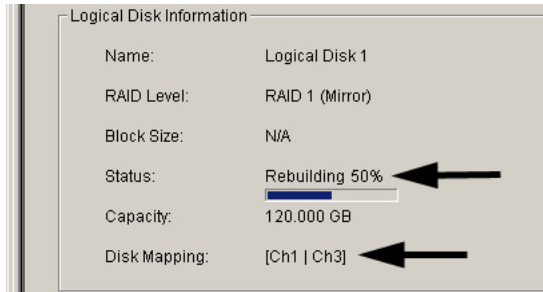 Logical Disk Information
Name: Logical Disk 1
RAID Level: RAID 1 (Mirror)
Block Size: N/A
Status: Rebuilding 50%
Capacity: 120.000 GB
Disk Mapping: [Ch1 | Ch3]